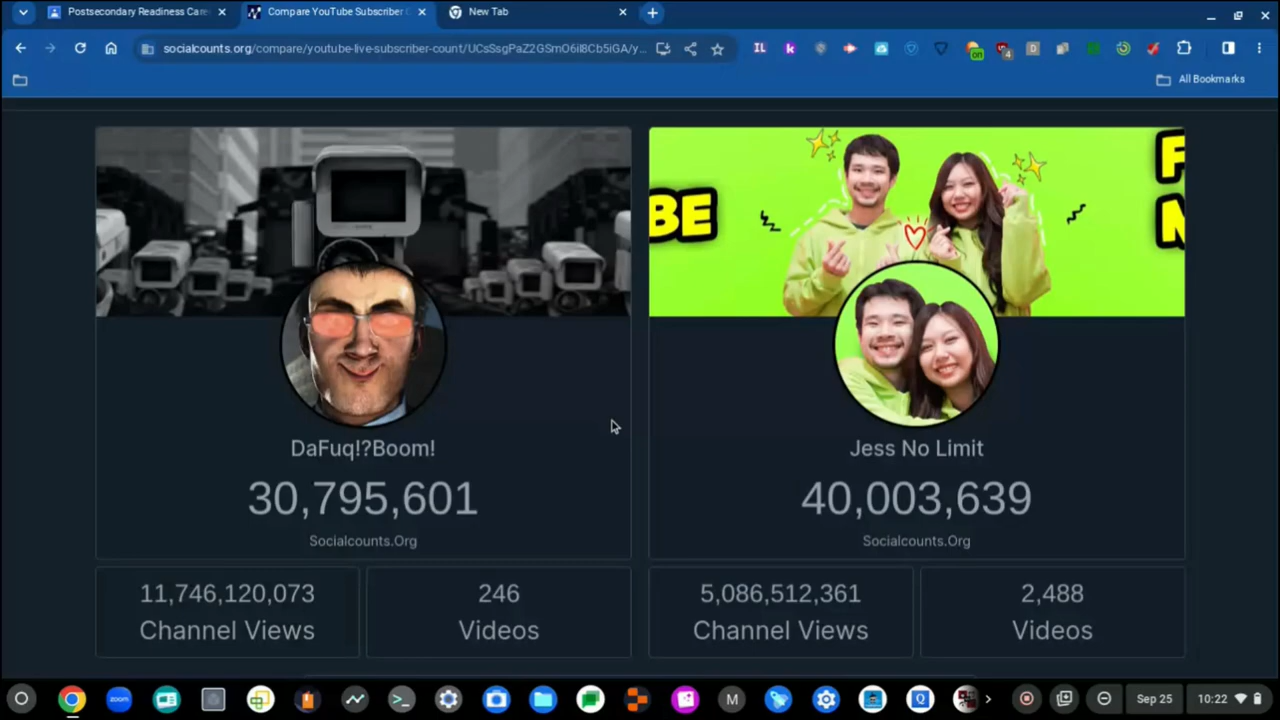 Postsecondary Readiness Care
Compare YouTube Subscriber C
New Tab
socialcounts.org/compare/youtube-live-subscriber-count/UCsSsgPaZ2GSmO6il8Cb5iGA/y...
All Bookmarks
BE
DaFuq!?Boom!
30,795,601
Socialcounts.Org
11,746,120,073
Channel Views
246
Videos
Jess No Limit
40,003,639
Socialcounts.Org
5,086,512,361
Channel Views
2,488
Videos
zoom
M
Sep 25
10:22